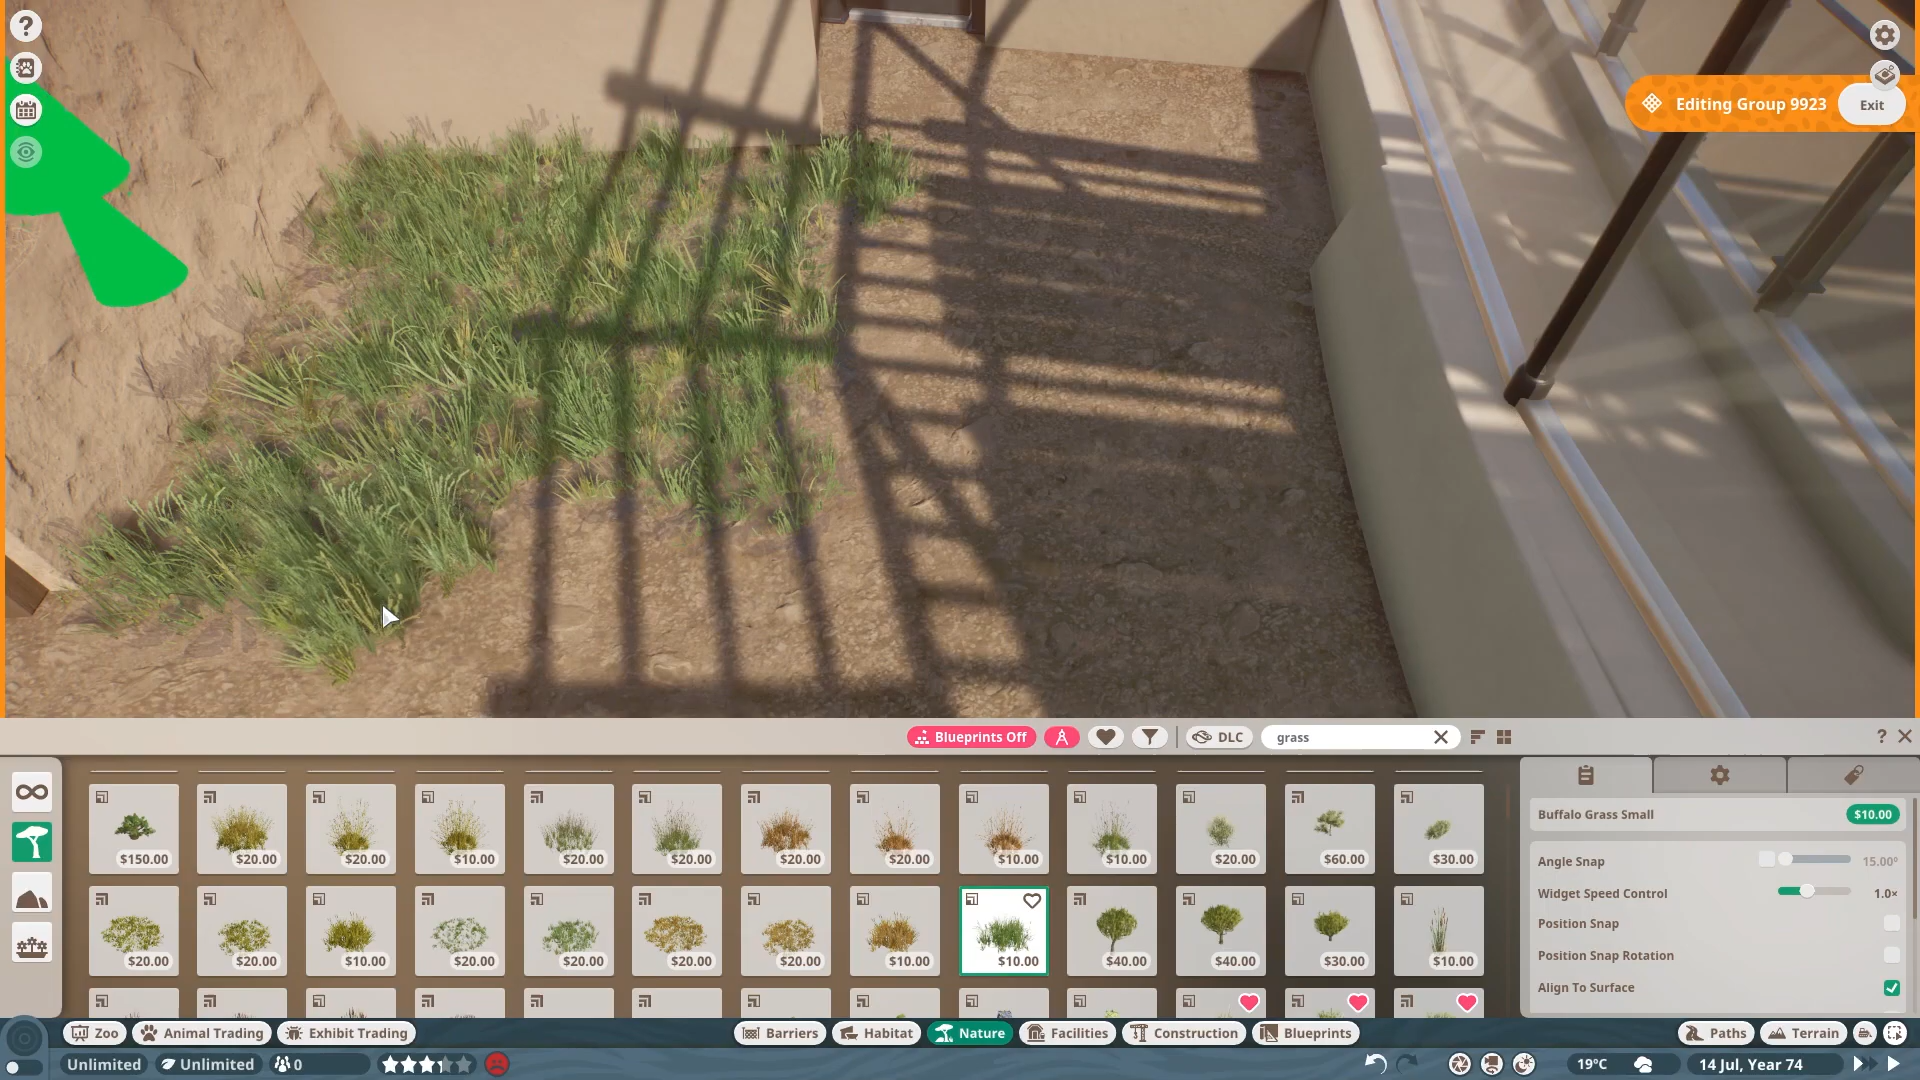 ?
Editing Group 9923 Exit
Blueprints Off DLC grass ?
$150.00 $20.00 $20.00 $10.00 $20.00 $20.00 $20.00 $20.00 $10.00 $10.00 $20.00 $60.00 $30.00
$20.00 $20.00 $10.00 $20.00 $20.00 $20.00 $20.00 $10.00 $10.00 $40.00 $40.00 $30.00 $10.00
Buffalo Grass Small $10.00
Angle Snap 15.00°
Widget Speed Control 1.0×
Position Snap
Position Snap Rotation
Align To Surface
Zoo Animal Trading Exhibit Trading Barriers Habitat Nature Facilities Construction Blueprints Paths Terrain
Unlimited Unlimited 0 19°C 14 Jul, Year 74